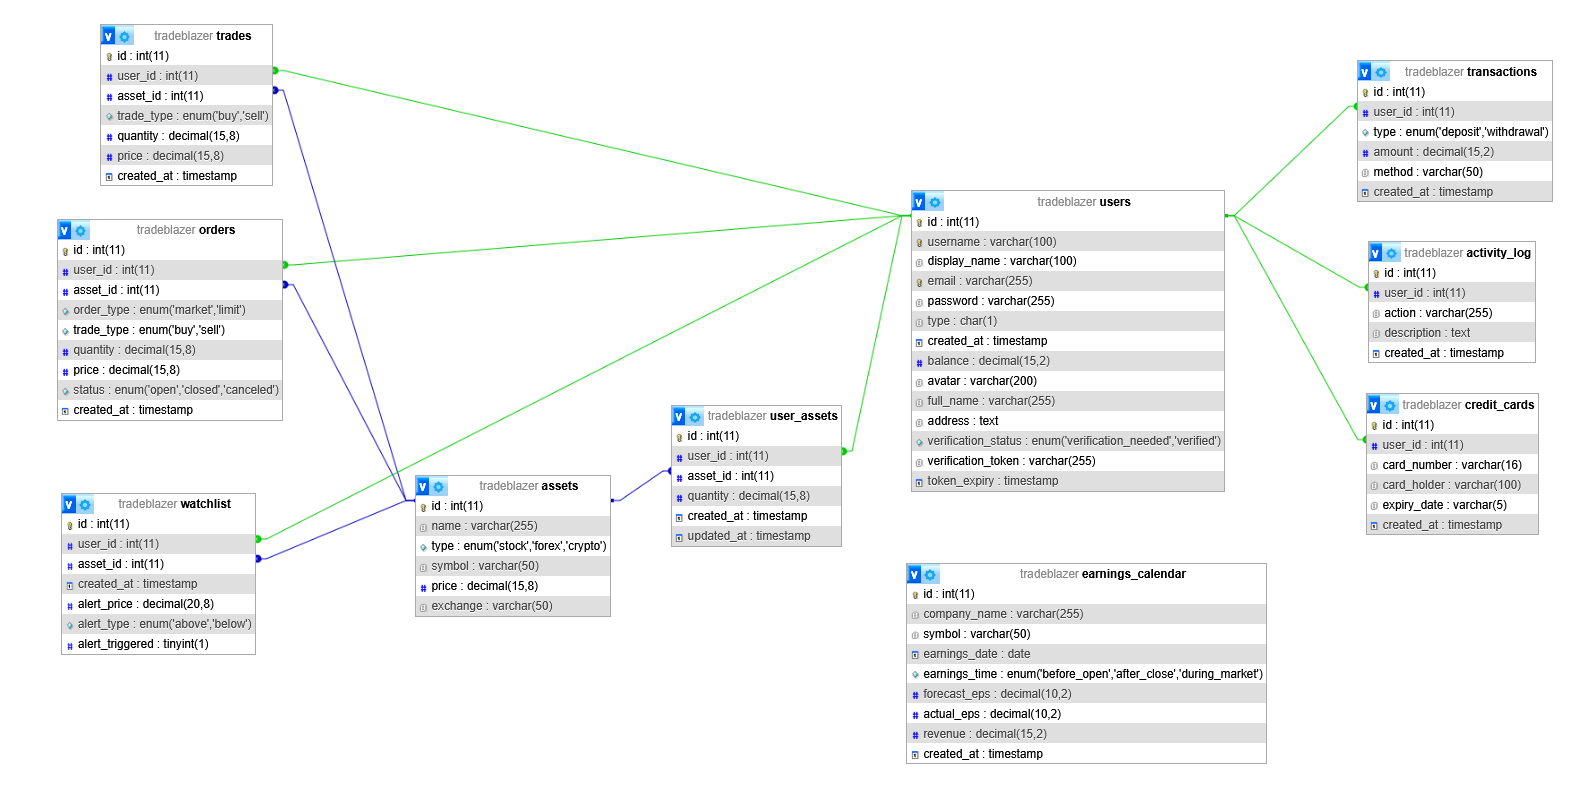 tradeblazer trades
id : int(11)
user_id : int(11)
asset_id : int(11)
trade_type : enum('buy','sell')
quantity : decimal(15,8)
price : decimal(15,8)
created_at : timestamp
tradeblazer orders
id : int(11)
user_id : int(11)
asset_id : int(11)
order_type : enum('market','limit')
trade_type : enum('buy','sell')
quantity : decimal(15,8)
price : decimal(15,8)
status : enum('open','closed','canceled')
created_at : timestamp
tradeblazer watchlist
id : int(11)
user_id : int(11)
asset_id : int(11)
created_at : timestamp
alert_price : decimal(20,8)
alert_type : enum('above','below')
alert_triggered : tinyint(1)
tradeblazer assets
id : int(11)
name : varchar(255)
type : enum('stock','forex','crypto')
symbol : varchar(50)
price : decimal(15,8)
exchange : varchar(50)
tradeblazer user_assets
id : int(11)
user_id : int(11)
asset_id : int(11)
quantity : decimal(15,8)
created_at : timestamp
updated_at : timestamp
tradeblazer users
id : int(11)
username : varchar(100)
display_name : varchar(100)
email : varchar(255)
password : varchar(255)
type : char(1)
created_at : timestamp
balance : decimal(15,2)
avatar : varchar(200)
full_name : varchar(255)
address : text
verification_status : enum('verification_needed','verified')
verification_token : varchar(255)
token_expiry : timestamp
tradeblazer earnings_calendar
id : int(11)
company_name : varchar(255)
symbol : varchar(50)
earnings_date : date
earnings_time : enum('before_open','after_close','during_market')
forecast_eps : decimal(10,2)
actual_eps : decimal(10,2)
revenue : decimal(15,2)
created_at : timestamp
tradeblazer transactions
id : int(11)
user_id : int(11)
type : enum('deposit','withdrawal')
amount : decimal(15,2)
method : varchar(50)
created_at : timestamp
tradeblazer activity_log
id : int(11)
user_id : int(11)
action : varchar(255)
description : text
created_at : timestamp
tradeblazer credit_cards
id : int(11)
user_id : int(11)
card_number : varchar(16)
card_holder : varchar(100)
expiry_date : varchar(5)
created_at : timestamp